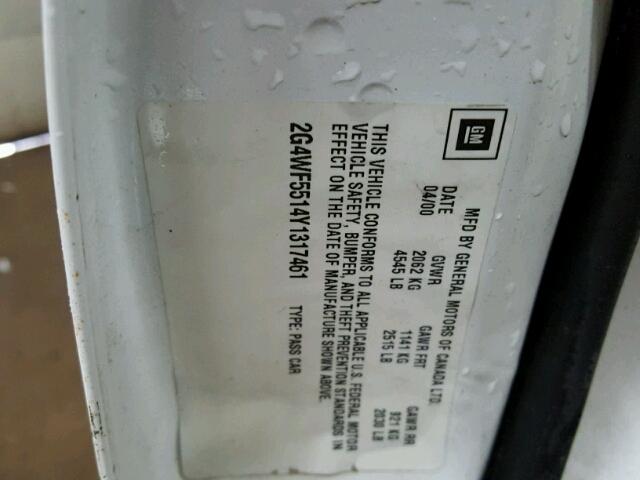 GM
MFD BY GENERAL MOTORS OF CANADA LTD.
DATE GVWR GAWR FRT GAWR RR
04/00 2062 KG 1141 KG 921 KG
4545 LB 2515 LB 2030 LB
THIS VEHICLE CONFORMS TO ALL APPLICABLE U.S. FEDERAL MOTOR
VEHICLE SAFETY, BUMPER, AND THEFT PREVENTION STANDARDS IN
EFFECT ON THE DATE OF MANUFACTURE SHOWN ABOVE.
2G4WF5514Y1317461 TYPE: PASS CAR